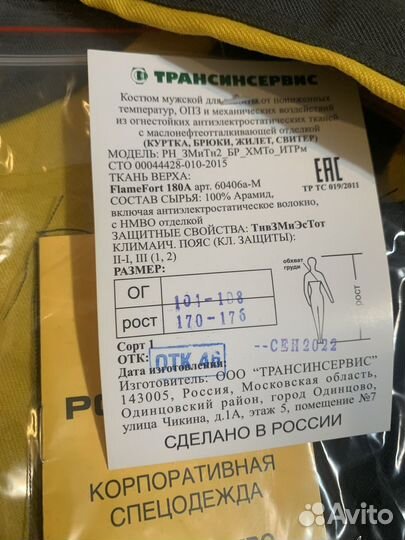 ТРАНСИНСЕРВИС
Костюм мужской для защиты от пониженных
температур, ОПЗ и механических воздействий
из огнестойких антиэлектростатических тканей
с маслонефтеотталкивающей отделкой
(КУРТКА, БРЮКИ, ЖИЛЕТ, СВИТЕР)
МОДЕЛЬ: РН_ЗМиТн2_БР_ХМТо_ИТРм
СТО 00044428-010-2015
ТКАНЬ ВЕРХА:
FlameFort 180A арт. 60406a-M
СОСТАВ СЫРЬЯ: 100% Арамид,
включая антиэлектростатическое волокно,
с НМВО отделкой
ЗАЩИТНЫЕ СВОЙСТВА: ТнвЗМиЭсТот
КЛИМАИЧ. ПОЯС (КЛ. ЗАЩИТЫ):
II-I, III (1, 2)
РАЗМЕР:
EAC
ТР ТС 019/2011
обхват
груди
рост
ОГ 104-108
рост 170-176
Сорт 1
ОТК: ОТК 46
Дата изготовления: --СЕН2022
Изготовитель: ООО "ТРАНСИНСЕРВИС"
143005, Россия, Московская область,
Одинцовский район, город Одинцово,
улица Чикина, д.1А, этаж 5, помещение №7
СДЕЛАНО В РОССИИ
РО
КОРПОРАТИВНАЯ
СПЕЦОДЕЖДА
Avito